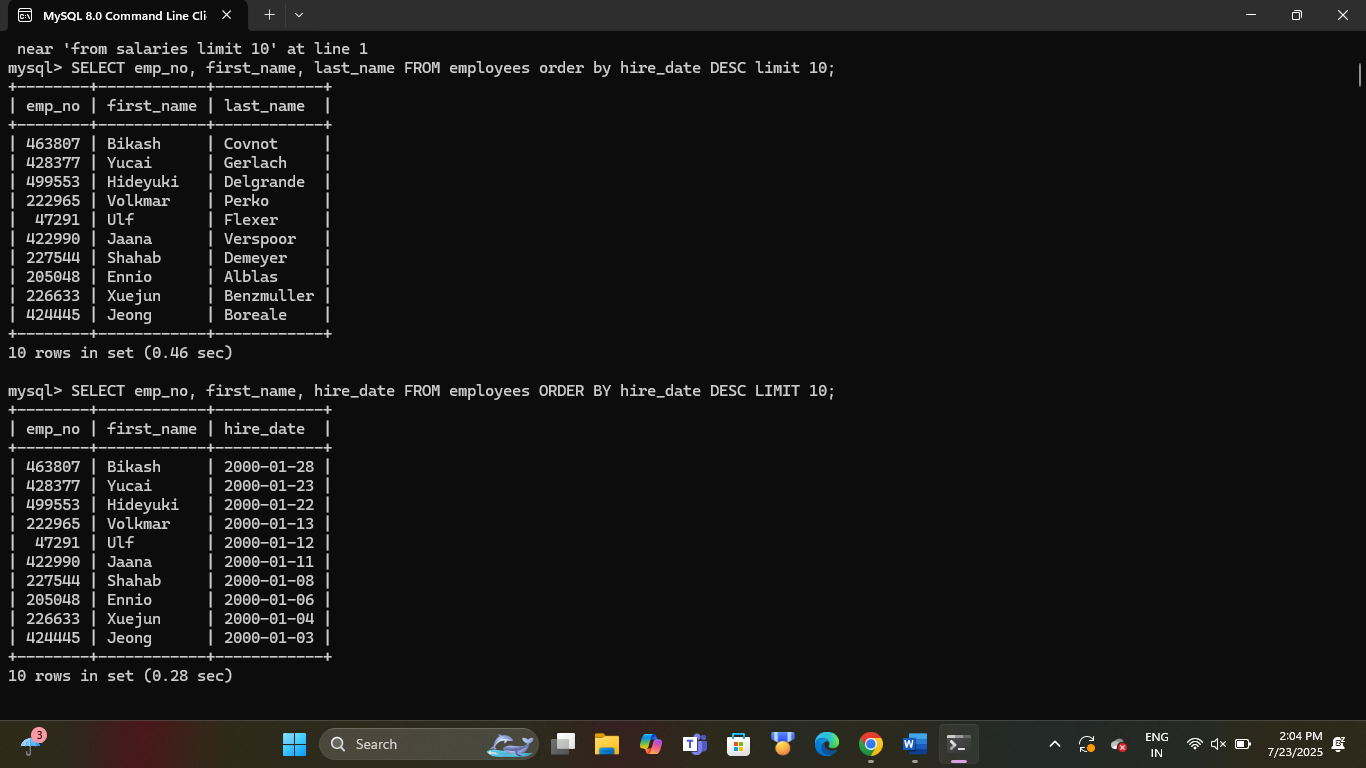 MySQL 8.0 Command Line Cli
near 'from salaries limit 10' at line 1
mysql> SELECT emp_no, first_name, last_name FROM employees order by hire_date DESC limit 10;
+--------+------------+------------+
| emp_no | first_name | last_name  |
+--------+------------+------------+
| 463807 | Bikash     | Covnot     |
| 428377 | Yucai      | Gerlach    |
| 499553 | Hideyuki   | Delgrande  |
| 222965 | Volkmar    | Perko      |
|  47291 | Ulf        | Flexer     |
| 422990 | Jaana      | Verspoor   |
| 227544 | Shahab     | Demeyer    |
| 205048 | Ennio      | Alblas     |
| 226633 | Xuejun     | Benzmuller |
| 424445 | Jeong      | Boreale    |
+--------+------------+------------+
10 rows in set (0.46 sec)
mysql> SELECT emp_no, first_name, hire_date FROM employees ORDER BY hire_date DESC LIMIT 10;
+--------+------------+------------+
| emp_no | first_name | hire_date  |
+--------+------------+------------+
| 463807 | Bikash     | 2000-01-28 |
| 428377 | Yucai      | 2000-01-23 |
| 499553 | Hideyuki   | 2000-01-22 |
| 222965 | Volkmar    | 2000-01-13 |
|  47291 | Ulf        | 2000-01-12 |
| 422990 | Jaana      | 2000-01-11 |
| 227544 | Shahab     | 2000-01-08 |
| 205048 | Ennio      | 2000-01-06 |
| 226633 | Xuejun     | 2000-01-04 |
| 424445 | Jeong      | 2000-01-03 |
+--------+------------+------------+
10 rows in set (0.28 sec)
3
Search
ENG
IN
2:04 PM
7/23/2025